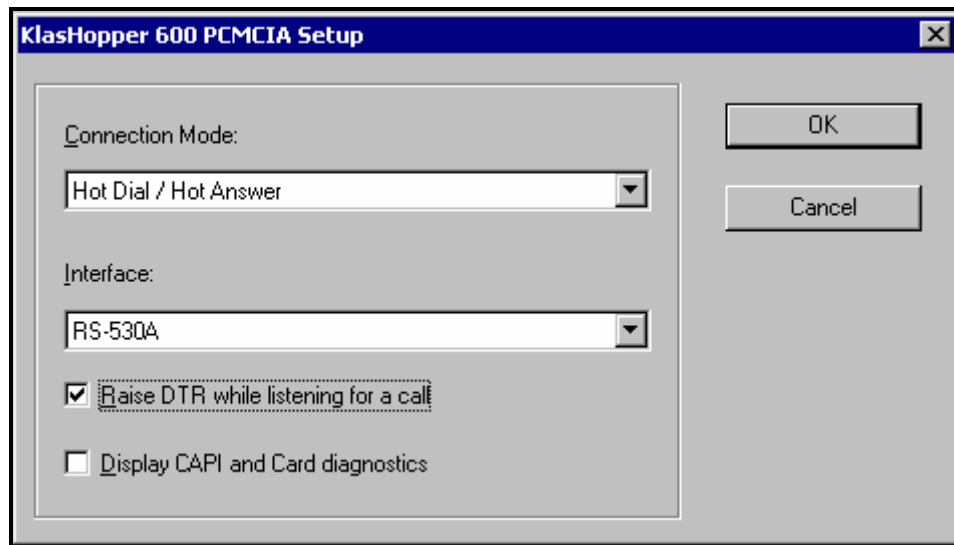 KlasHopper 600 PCMCIA Setup
Connection Mode:
Hot Dial / Hot Answer
Interface:
RS-530A
Raise DTR while listening for a call
Display CAPI and Card diagnostics
OK
Cancel